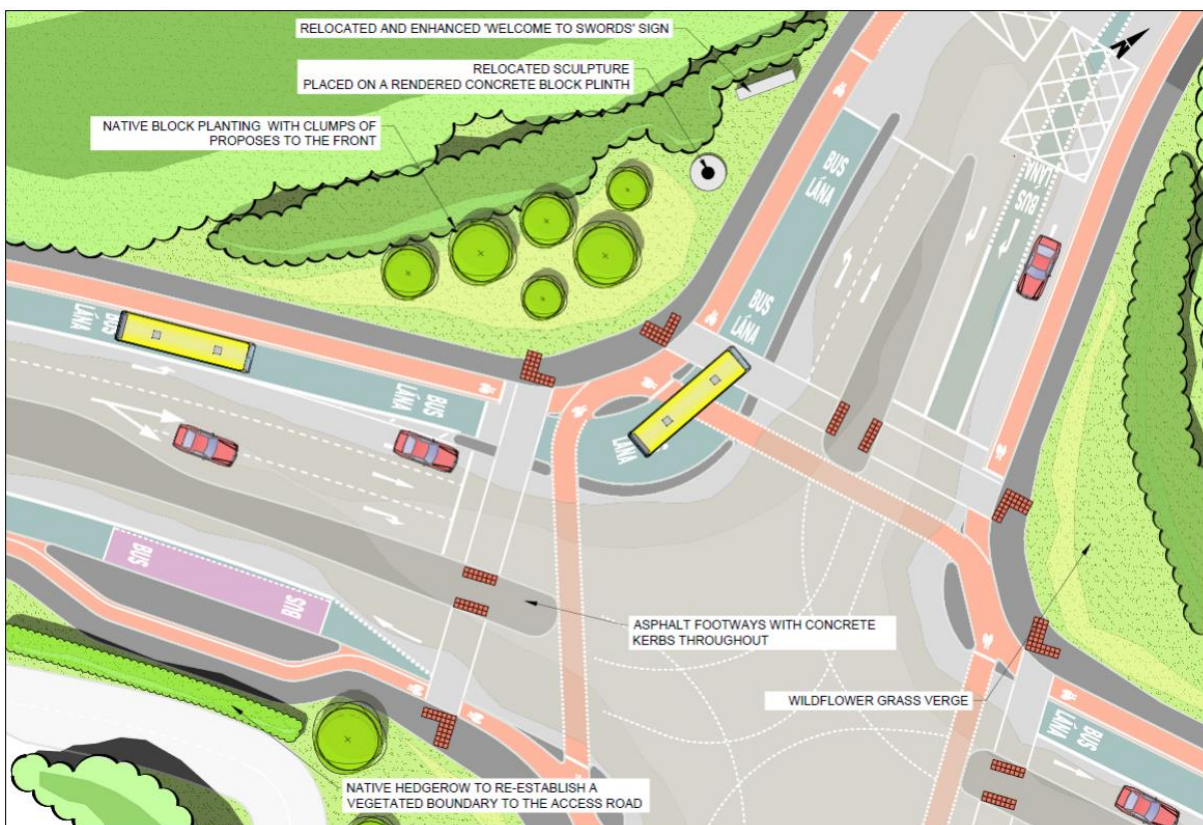 RELOCATED AND ENHANCED 'WELCOME TO SWORDS' SIGN
RELOCATED SCULPTURE
PLACED ON A RENDERED CONCRETE BLOCK PLINTH
NATIVE BLOCK PLANTING WITH CLUMPS OF
PROPOSES TO THE FRONT
N
BUS
LÁNA
BUS
LÁNA
BUS
LÁNA
BUS
LÁNA
BUS
LÁNA
LÁNA
BUS
BUS
ASPHALT FOOTWAYS WITH CONCRETE
KERBS THROUGHOUT
WILDFLOWER GRASS VERGE
BUS
LÁNA
NATIVE HEDGEROW TO RE-ESTABLISH A
VEGETATED BOUNDARY TO THE ACCESS ROAD